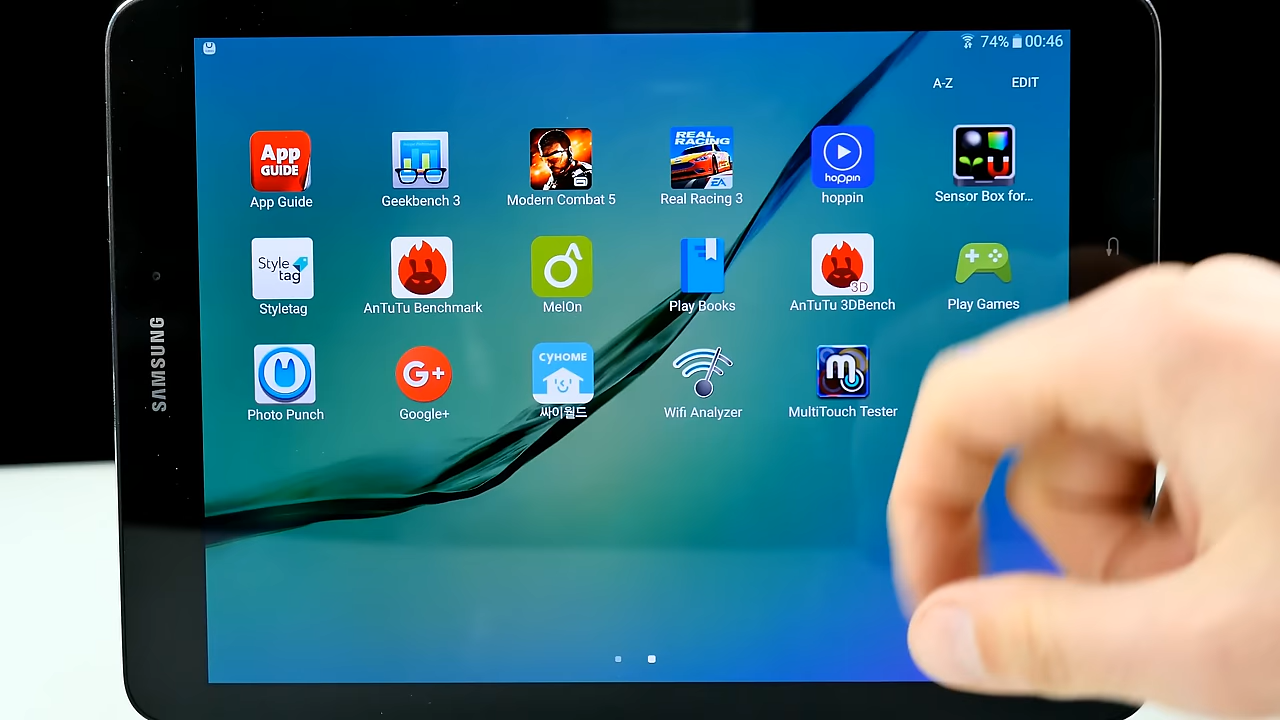 74% 00:46
A-Z EDIT
App
GUIDE
REAL
RACING
EA
hoppin
App Guide
Geekbench 3
Modern Combat 5
Real Racing 3
hoppin
Sensor Box for...
Style
tag
3D
Styletag
AnTuTu Benchmark
MelOn
Play Books
AnTuTu 3DBench
Play Games
G+
CYHOME
m
Photo Punch
Google+
싸이월드
Wifi Analyzer
MultiTouch Tester
SAMSUNG